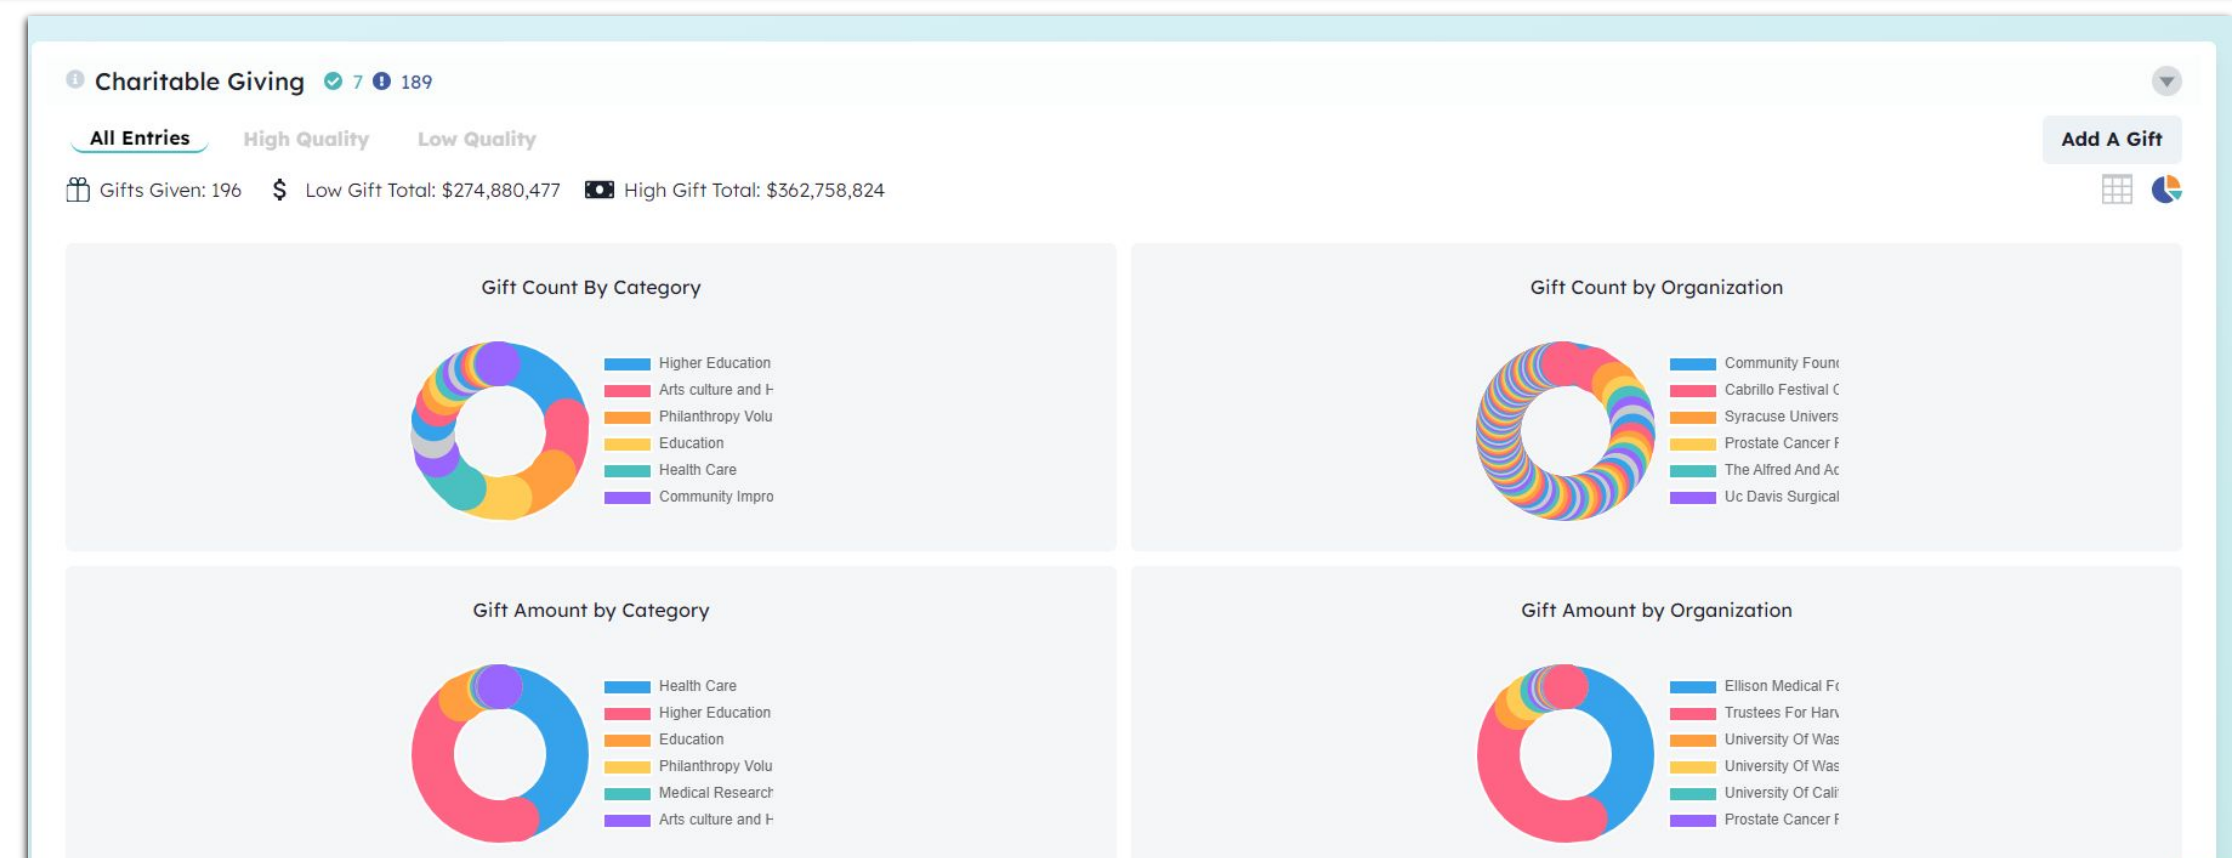 Charitable Giving 7 189
All Entries High Quality Low Quality
Add A Gift
Gifts Given: 196 $ Low Gift Total: $274,880,477 High Gift Total: $362,758,824
Gift Count By Category
Higher Education
Arts culture and
Philanthropy Volu
Education
Health Care
Community Impro
Gift Count by Organization
Community Foun
Cabrillo Festival
Syracuse Univers
Prostate Cancer
The Alfred And
Uc Davis Surgical
Gift Amount by Category
Health Care
Higher Education
Education
Philanthropy Volu
Medical Research
Arts culture and
Gift Amount by Organization
Ellison Medical
Trustees For Harv
University Of Was
University Of Was
University Of Cali
Prostate Cancer